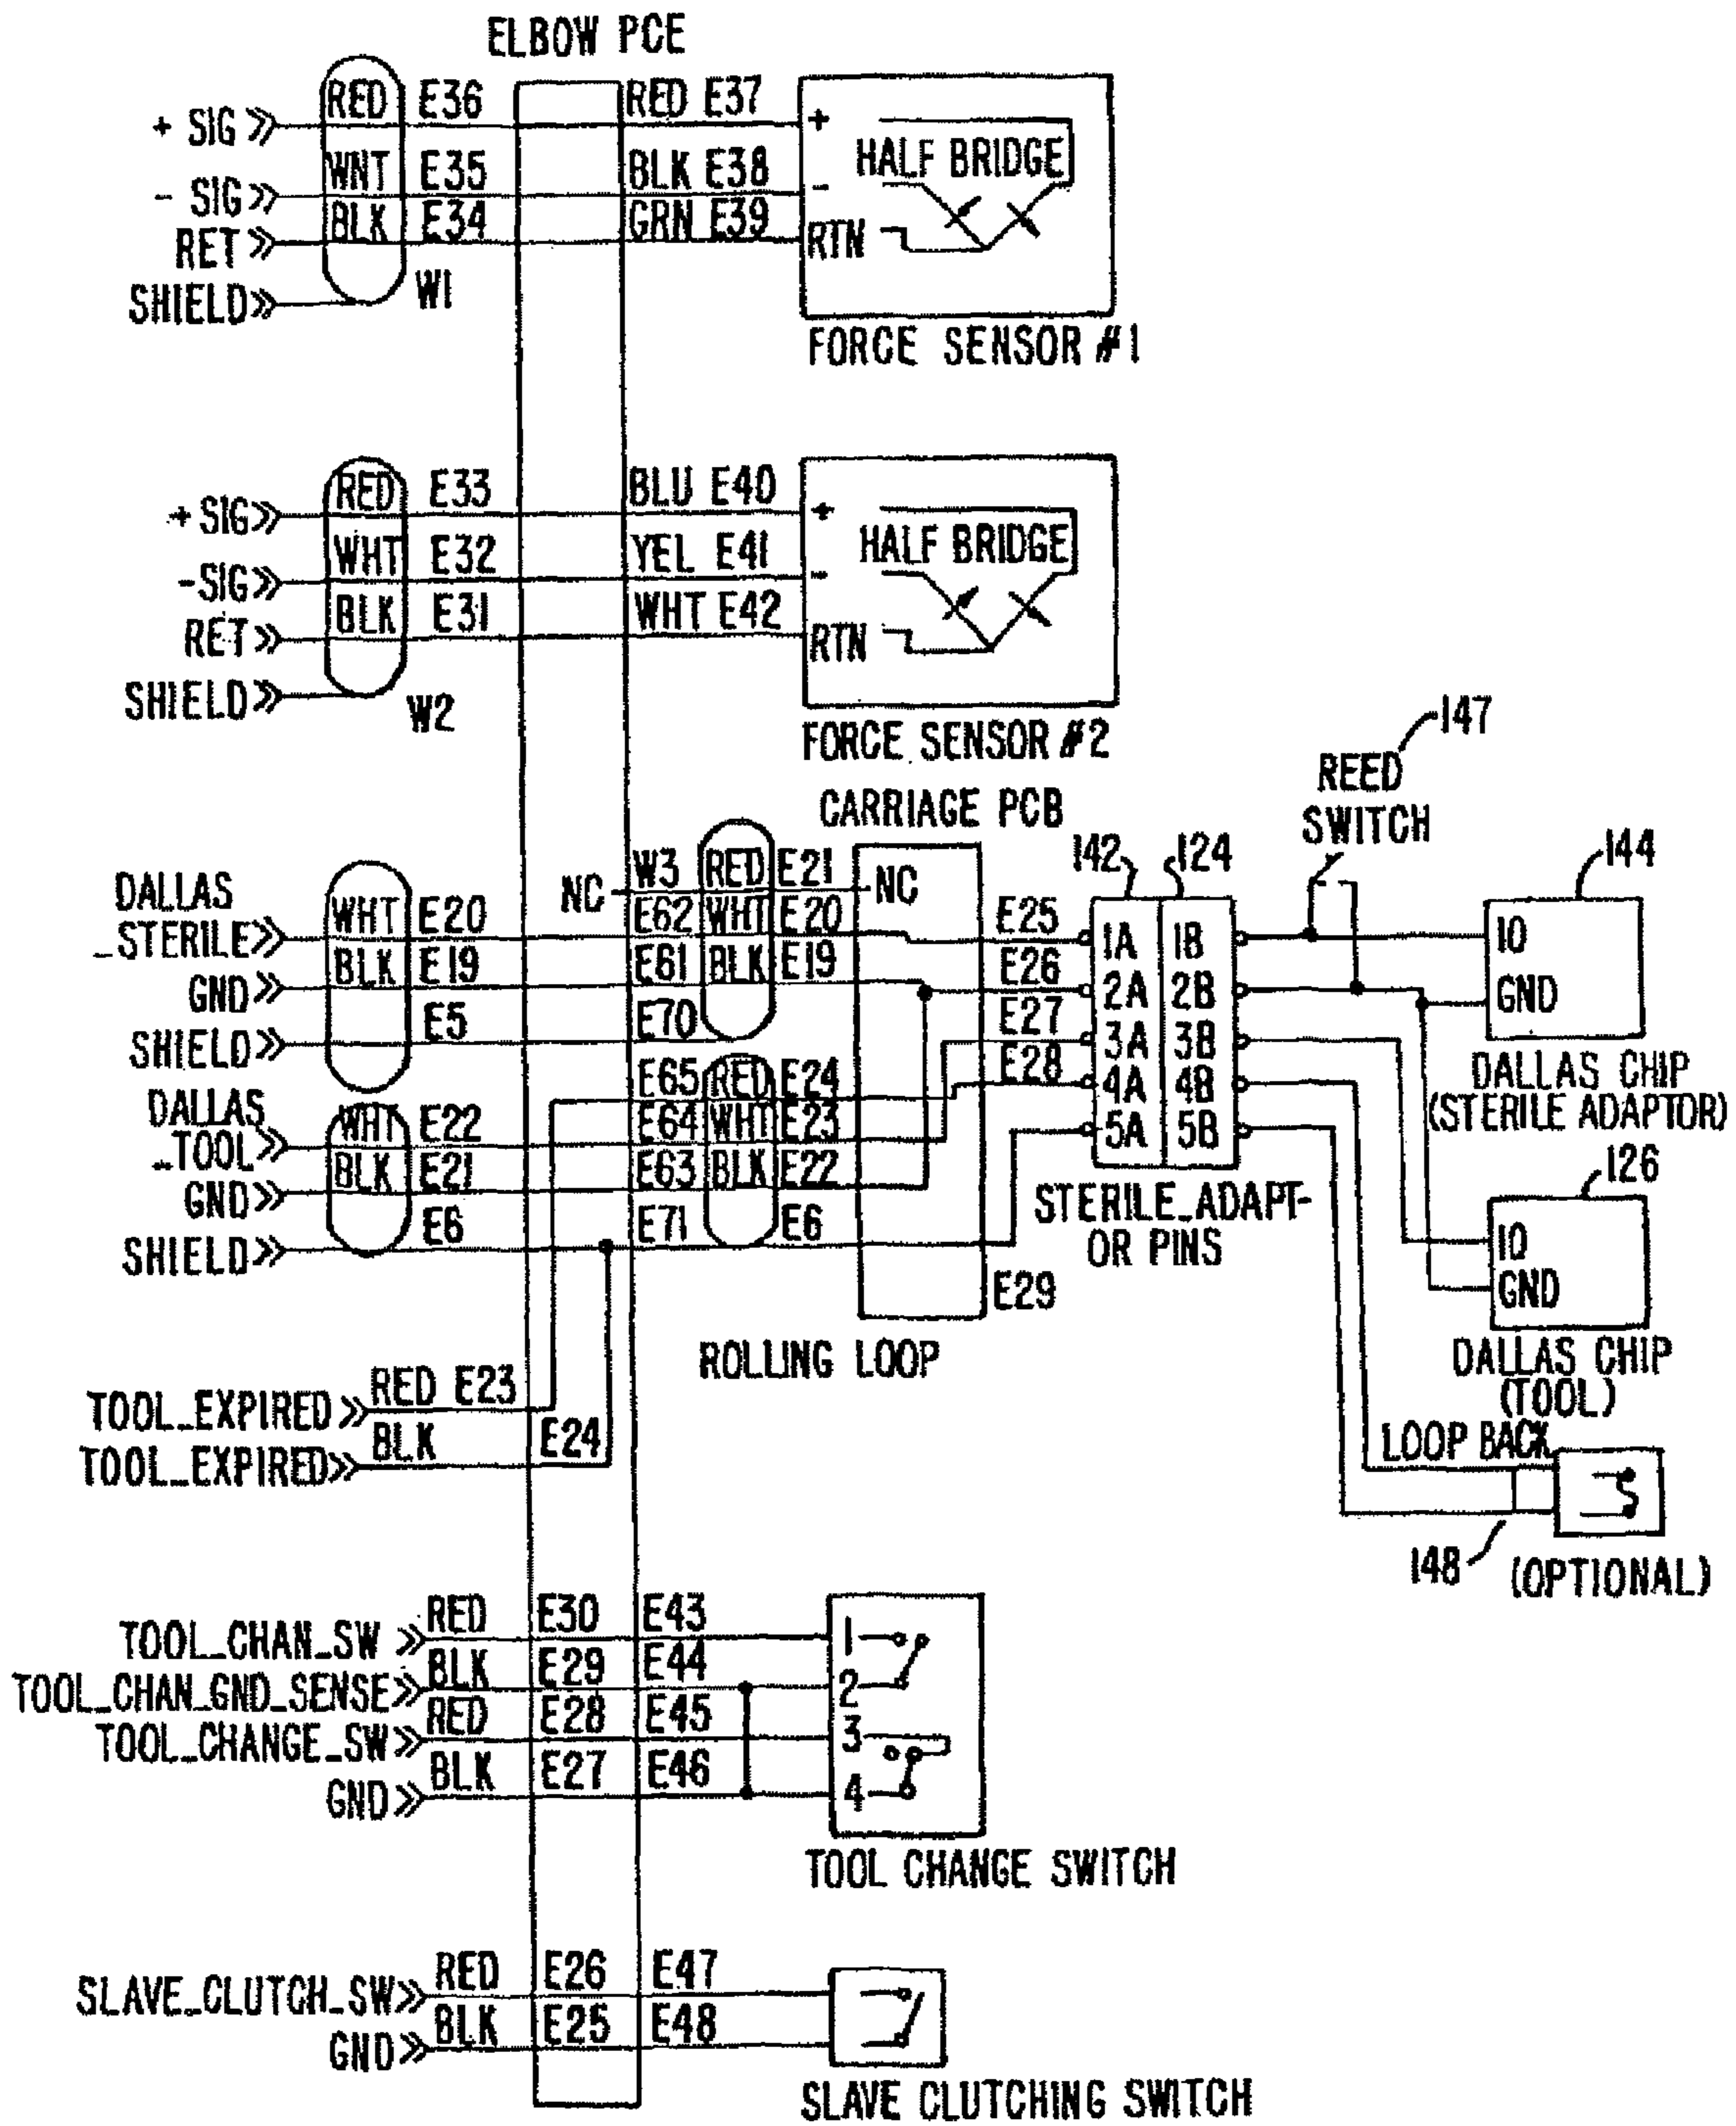 ELBOW PCE
+ SIG RED E36 RED E37 +
HALF BRIDGE
- SIG WNT E35 BLK E38 -
RET BLK E34 GRN E39 RTN
SHIELD W1
FORCE SENSOR #1
+ SIG RED E33 BLU E40 +
HALF BRIDGE
-SIG WHT E32 YEL E41 -
RET BLK E31 WHT E42 RTN
SHIELD W2
FORCE SENSOR #2
147
REED
SWITCH
CARRIAGE PCB
142 124 144
NC W3 RED E21 NC
DALLAS
_STERILE WHT E20 E62 WHT E20 E25 1A 1B IO
GND BLK E19 E61 BLK E19 E26 2A 2B GND
SHIELD E5 E70 E27 3A 3B
DALLAS CHIP
(STERILE ADAPTOR)
E65 RED E24 E28 4A 4B
DALLAS
_TOOL WHT E22 E64 WHT E23 5A 5B
GND BLK E21 E63 BLK E22
SHIELD E6 E71 E6
E29
STERILE_ADAPT-
OR PINS
126
IO
GND
DALLAS CHIP
(TOOL)
ROLLING LOOP
TOOL_EXPIRED RED E23
TOOL_EXPIRED BLK E24
LOOP BACK
148 (OPTIONAL)
TOOL_CHAN_SW RED E30 E43 1
TOOL_CHAN_GND_SENSE BLK E29 E44 2
TOOL_CHANGE_SW RED E28 E45 3
GND BLK E27 E46 4
TOOL CHANGE SWITCH
SLAVE_CLUTCH_SW RED E26 E47
GND BLK E25 E48
SLAVE CLUTCHING SWITCH